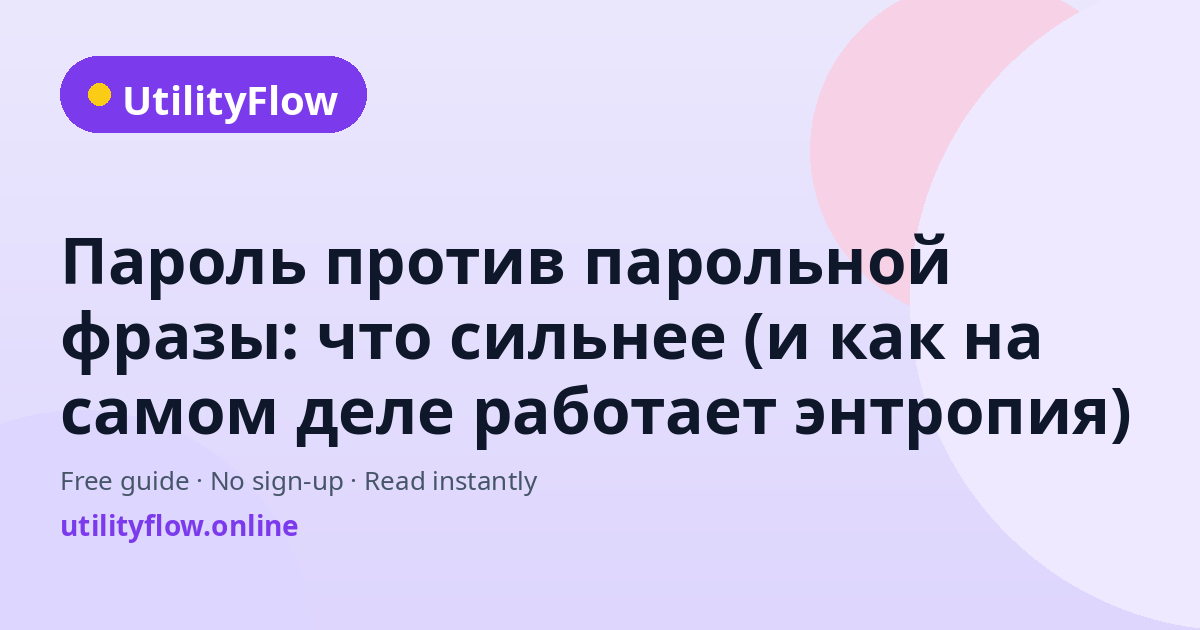 UtilityFlow
Пароль против парольной
фразы: что сильнее (и как на
самом деле работает энтропия)
Free guide · No sign-up · Read instantly
utilityflow.online